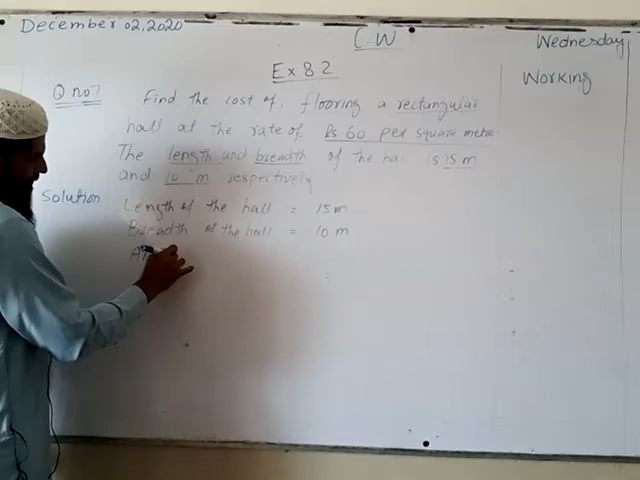 December 02, 2020
C.W
Wednesday
Ex 8.2
Working
Q no 7 Find the cost of flooring a rectangular
hall at the rate of Rs 60 per square metre
The length and breadth of the hall is 15 m
and 10 m respectively
Solution Length of the hall = 15 m
Breadth of the hall = 10 m
=